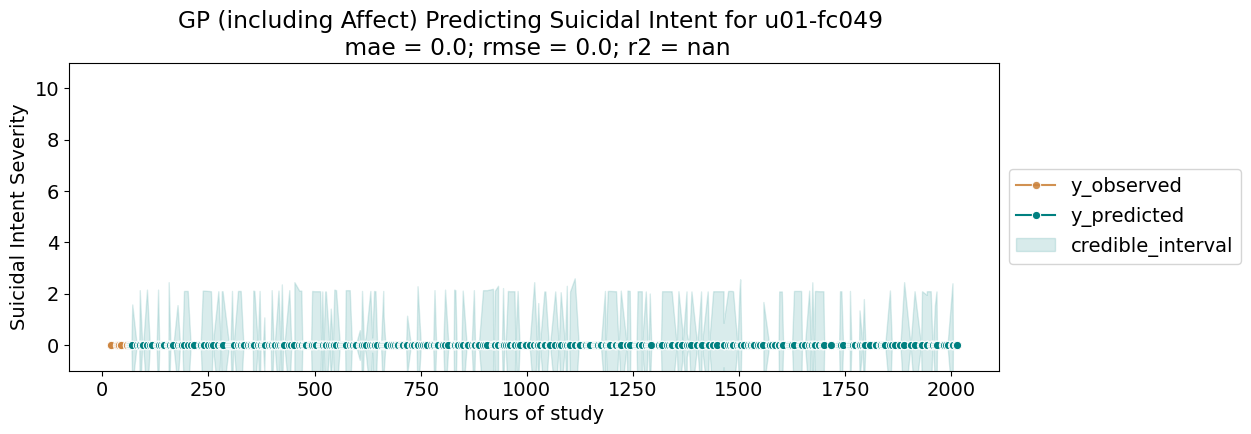 GP (including Affect) Predicting Suicidal Intent for u01-fc049
mae = 0.0; rmse = 0.0; r2 = nan
Suicidal Intent Severity
10
8
6
4
2
0
0 250 500 750 1000 1250 1500 1750 2000
hours of study
y_observed
y_predicted
credible_interval